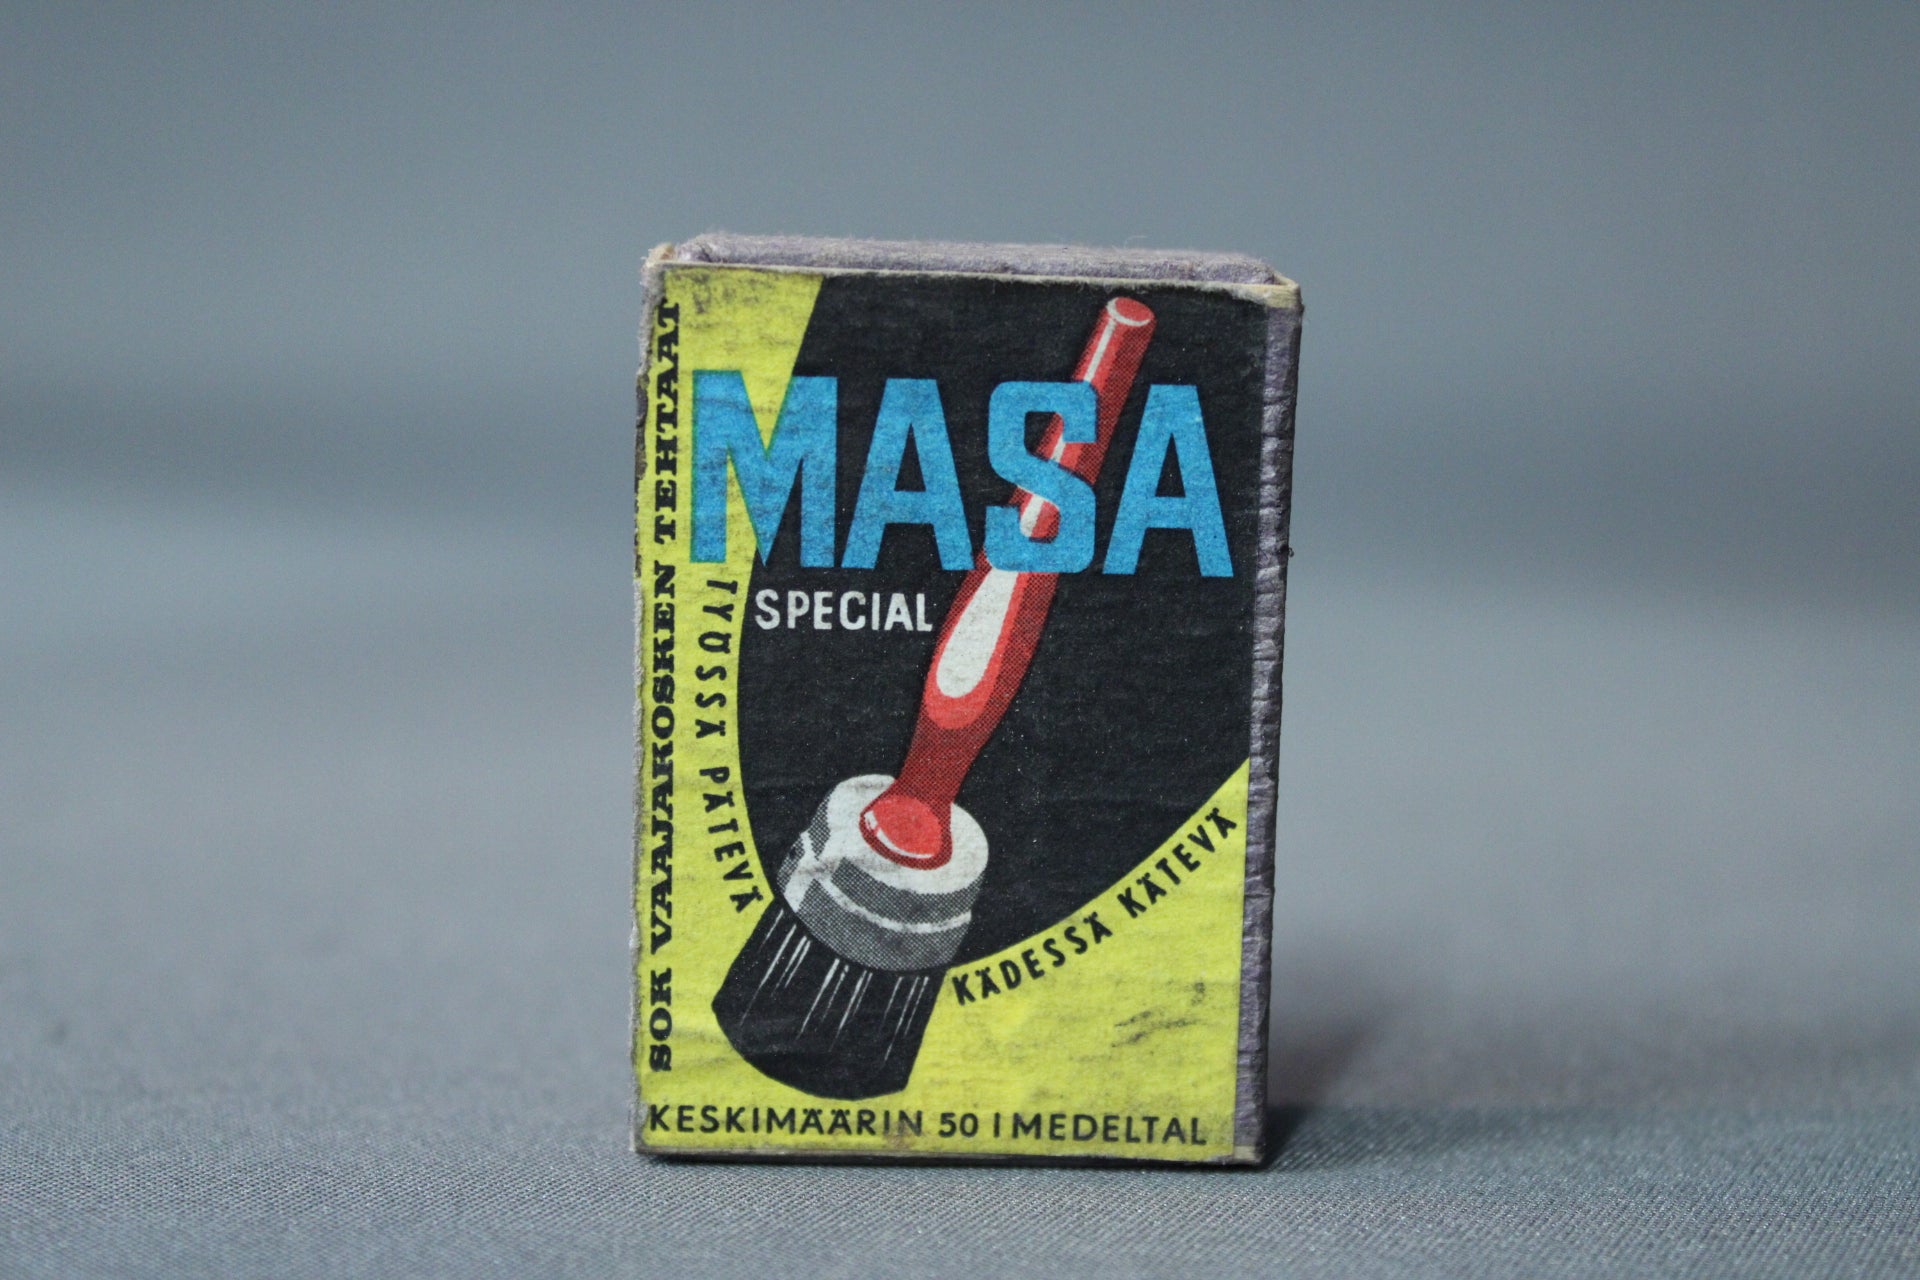 SOK VAAJAKOSKEN TEHTAAT
MASA
SPECIAL
TYÖSSÄ PÄTEVÄ
KÄDESSÄ KÄTEVÄ
KESKIMÄÄRIN 50 I MEDELTAL